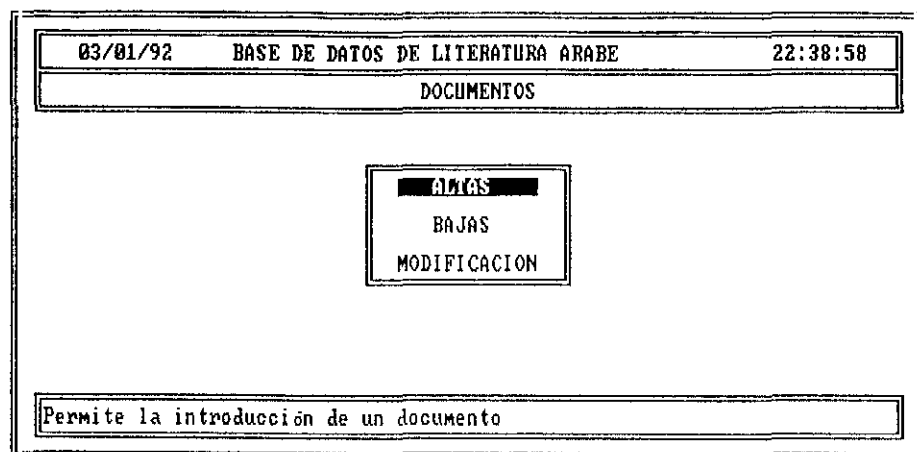 03/01/92 BASE DE DATOS DE LITERATURA ARABE 22:38:58
DOCUMENTOS
ALTAS
BAJAS
MODIFICACION
Permite la introducción de un documento